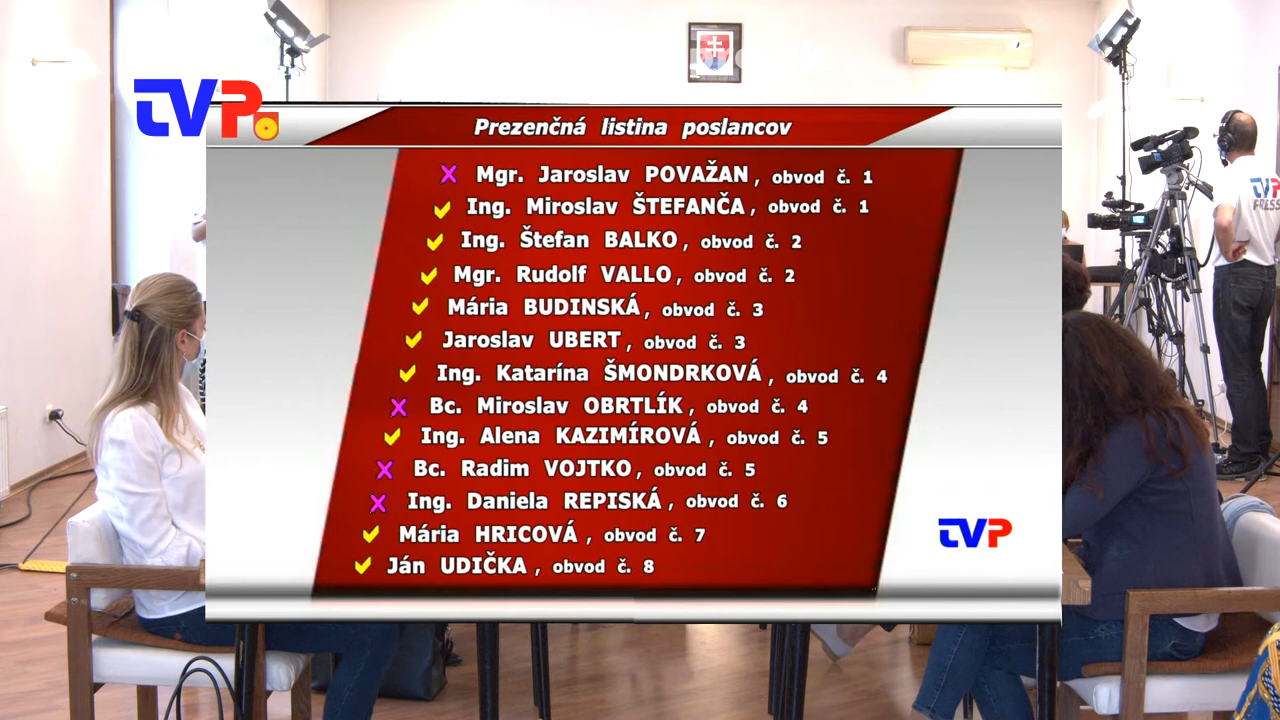 TVP
Prezenčná listina poslancov
Mgr. Jaroslav POVAŽAN, obvod č. 1
Ing. Miroslav ŠTEFANČA, obvod č. 1
Ing. Štefan BALKO, obvod č. 2
Mgr. Rudolf VALLO, obvod č. 2
Mária BUDINSKÁ, obvod č. 3
Jaroslav UBERT, obvod č. 3
Ing. Katarína ŠMONDRKOVÁ, obvod č. 4
Bc. Miroslav OBRTLÍK, obvod č. 4
Ing. Alena KAZIMÍROVÁ, obvod č. 5
Bc. Radim VOJTKO, obvod č. 5
Ing. Daniela REPISKÁ, obvod č. 6
Mária HRICOVÁ, obvod č. 7
Ján UDIČKA, obvod č. 8
TVP
TVP
PRESS